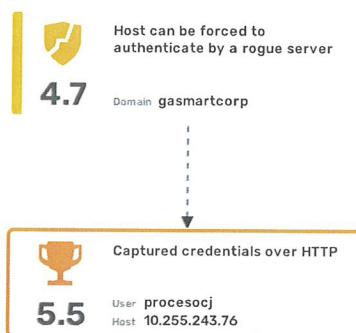 Host can be forced to
authenticate by a rogue server
4.7
Domain gasmartcorp
Captured credentials over HTTP
5.5
User procesocj
Host 10.255.243.76